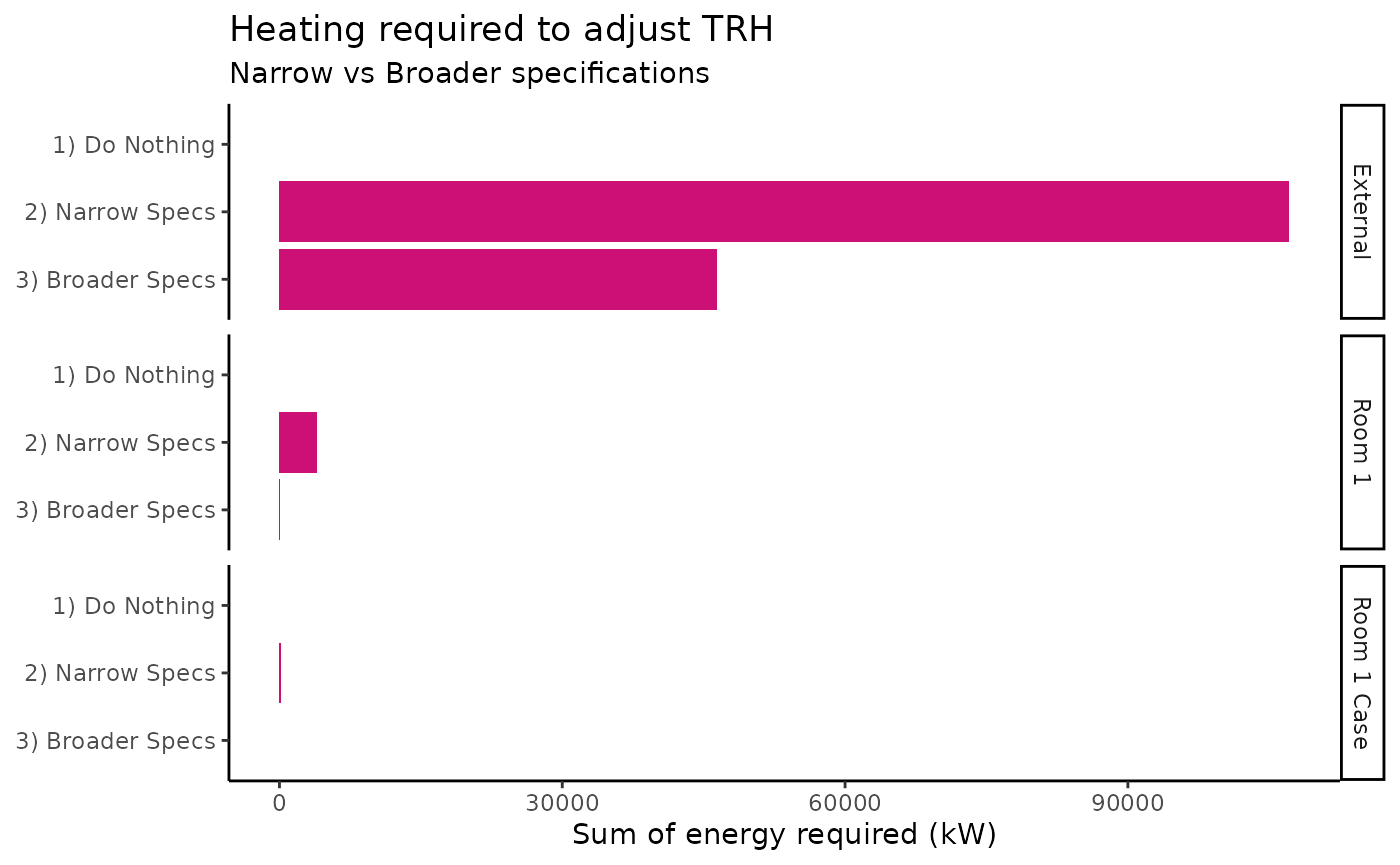 Heating required to adjust TRH
Narrow vs Broader specifications
1) Do Nothing
2) Narrow Specs
3) Broader Specs
External
1) Do Nothing
2) Narrow Specs
3) Broader Specs
Room 1
1) Do Nothing
2) Narrow Specs
3) Broader Specs
Room 1 Case
0 30000 60000 90000
Sum of energy required (kW)